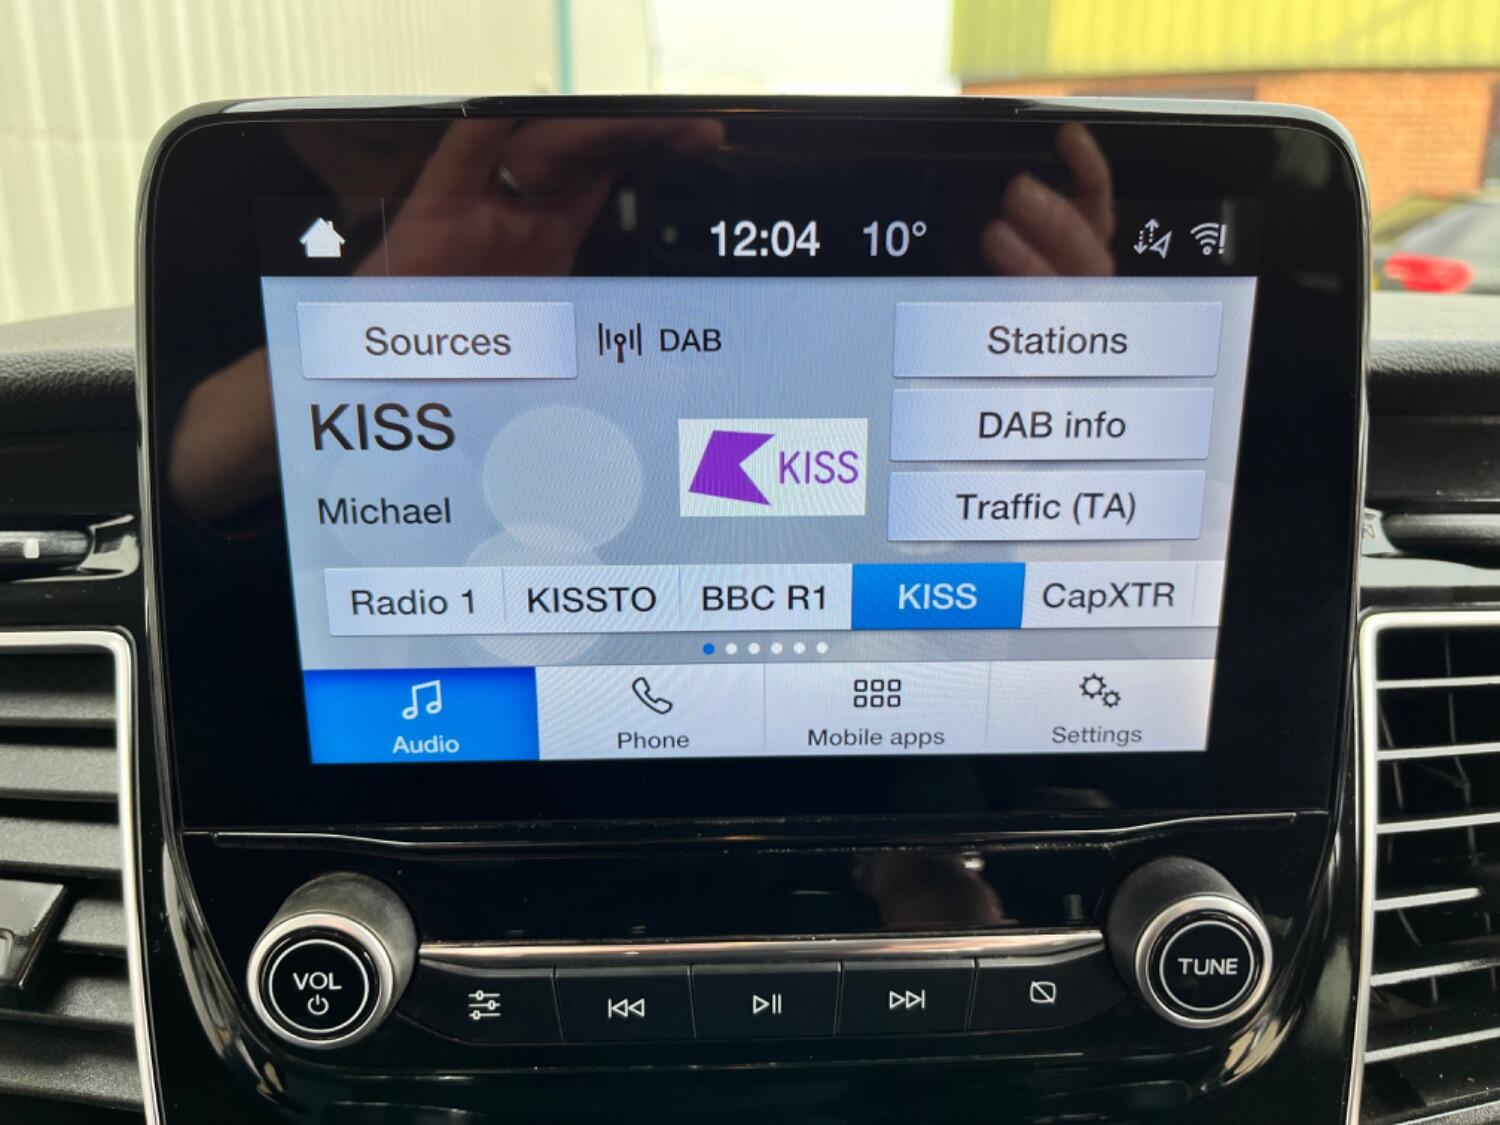 12:04 10°
Sources DAB Stations
KISS
KISS
DAB info
Michael
Traffic (TA)
Radio 1 KISSTO BBC R1 KISS CapXTR
Audio Phone Mobile apps Settings
VOL TUNE